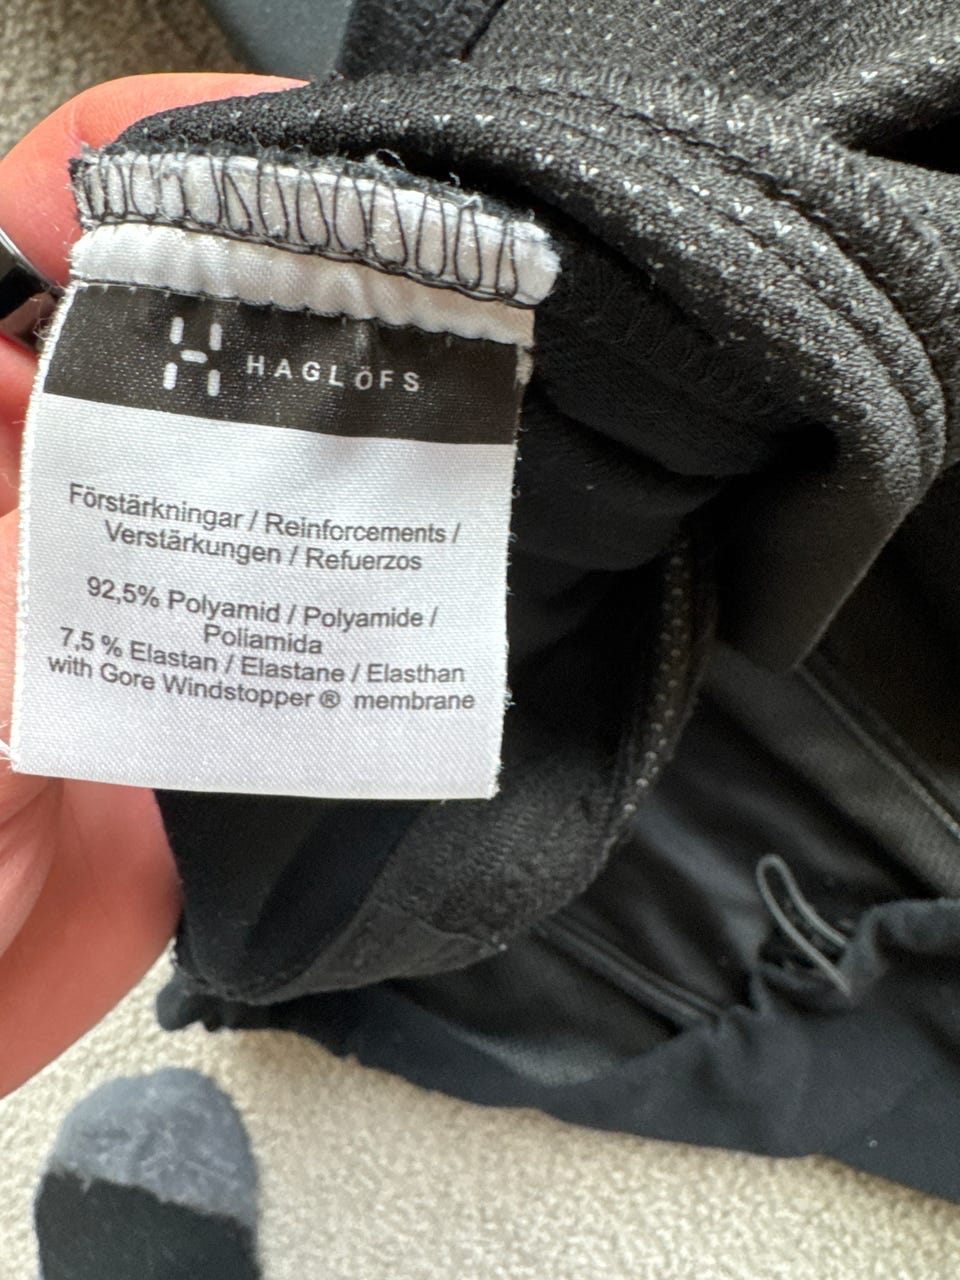 HAGLÖFS
Förstärkningar / Reinforcements /
Verstärkungen / Refuerzos
92,5% Polyamid / Polyamide /
Poliamida
7,5 % Elastan / Elastane / Elasthan
with Gore Windstopper ® membrane